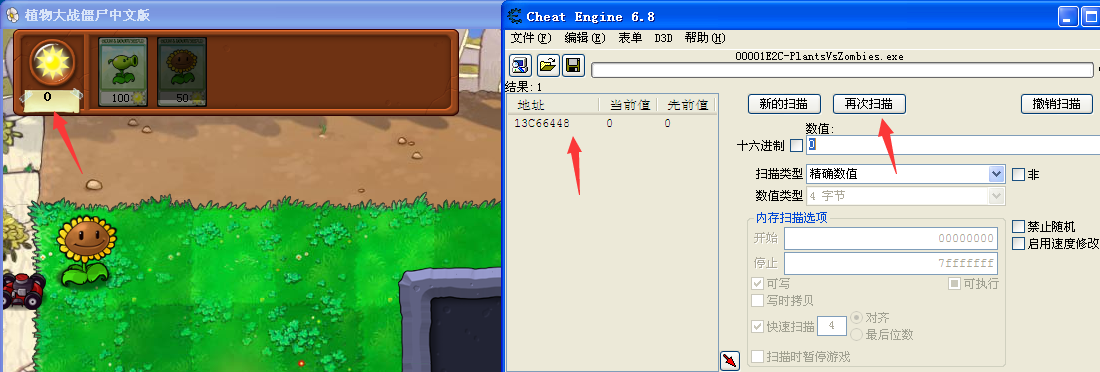 植物大战僵尸中文版
0
100
50
Cheat Engine 6.8
文件(F) 编辑(E) 表单 D3D 帮助(H)
00001E2C-PlantsVsZombies.exe
结果: 1
地址 当前值 先前值
13C66448 0 0
新的扫描 再次扫描 撤销扫描
数值:
十六进制 0
扫描类型 精确数值 非
数值类型 4 字节
内存扫描选项
开始 00000000
停止 7fffffff
可写 可执行
写时拷贝
快速扫描 4 对齐
最后位数
扫描时暂停游戏
禁止随机
启用速度修改